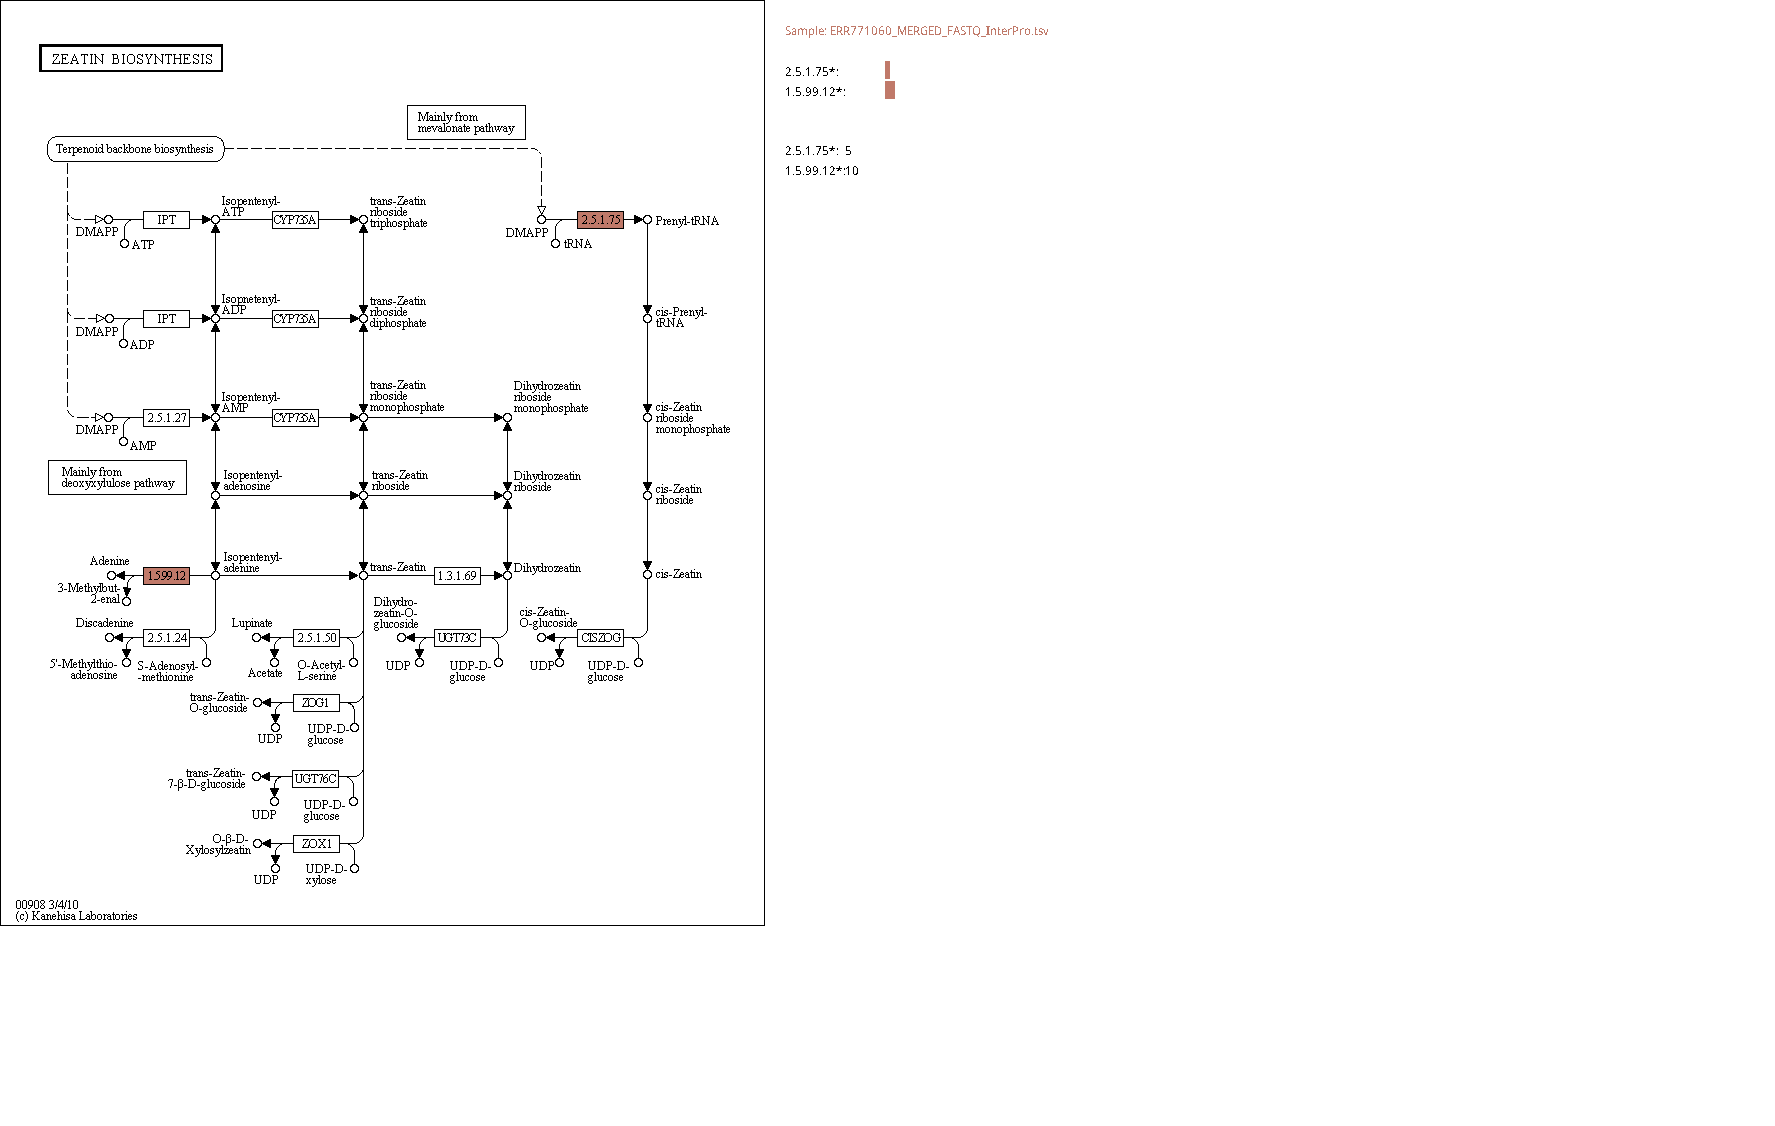 ZEATIN BIOSYNTHESIS
Sample: ERR771060_MERGED_FASTQ_InterPro.tsv
2.5.1.75*:
1.5.99.12*:
2.5.1.75*: 5
1.5.99.12*:10
Mainly from
mevalonate pathway
Terpenoid backbone biosynthesis
DMAPP
ATP
IPT
Isopentenyl-
ATP
CYP735A
trans-Zeatin
riboside
triphosphate
DMAPP
tRNA
2.5.1.75
Prenyl-tRNA
DMAPP
ADP
IPT
Isopnetenyl-
ADP
CYP735A
trans-Zeatin
riboside
diphosphate
cis-Prenyl-
tRNA
DMAPP
AMP
2.5.1.27
Isopentenyl-
AMP
CYP735A
trans-Zeatin
riboside
monophosphate
Dihydrozeatin
riboside
monophosphate
cis-Zeatin
riboside
monophosphate
Mainly from
deoxyxylulose pathway
Isopentenyl-
adenosine
trans-Zeatin
riboside
Dihydrozeatin
riboside
cis-Zeatin
riboside
Adenine
3-Methylbut-
2-enal
1.5.99.12
Isopentenyl-
adenine
trans-Zeatin
1.3.1.69
Dihydrozeatin
cis-Zeatin
Discadenine
2.5.1.24
5'-Methylthio-
adenosine
S-Adenosyl-
-methionine
Lupinate
2.5.1.50
Acetate
O-Acetyl-
L-serine
Dihydro-
zeatin-O-
glucoside
UGT73C
UDP
UDP-D-
glucose
cis-Zeatin-
O-glucoside
CISZOG
UDP
UDP-D-
glucose
trans-Zeatin-
O-glucoside
ZOG1
UDP
UDP-D-
glucose
trans-Zeatin-
7-β-D-glucoside
UGT76C
UDP
UDP-D-
glucose
O-β-D-
Xylosylzeatin
ZOX1
UDP
UDP-D-
xylose
00908 3/4/10
(c) Kanehisa Laboratories